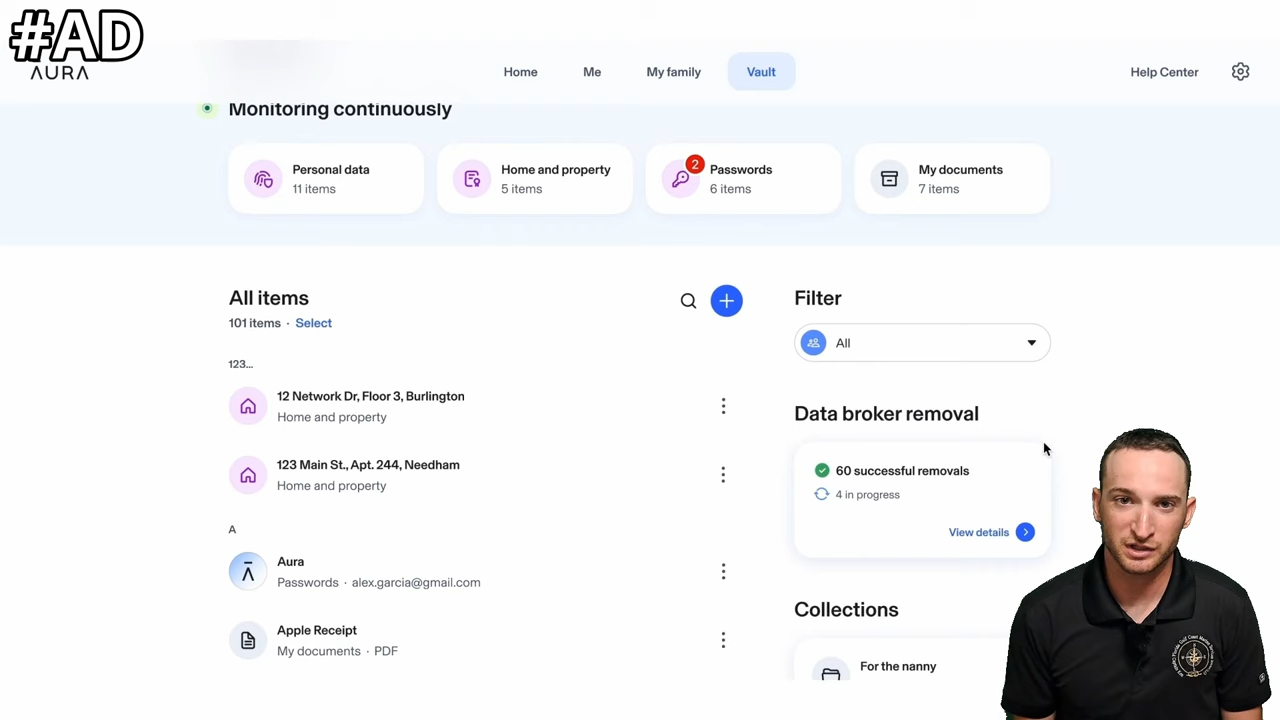 #AD
AURA
Home
Me
My family
Vault
Help Center
Monitoring continuously
Personal data
11 items
Home and property
5 items
2
Passwords
6 items
My documents
7 items
All items
101 items · Select
123...
12 Network Dr, Floor 3, Burlington
Home and property
123 Main St., Apt. 244, Needham
Home and property
A
Aura
Passwords · alex.garcia@gmail.com
Apple Receipt
My documents · PDF
Filter
All
Data broker removal
60 successful removals
4 in progress
View details
Collections
For the nanny